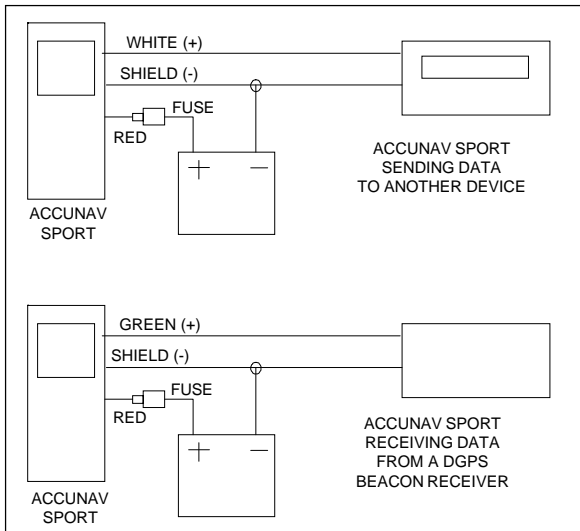 WHITE (+)
SHIELD (-)
FUSE
RED
+ −
ACCUNAV
SPORT
ACCUNAV SPORT
SENDING DATA
TO ANOTHER DEVICE
GREEN (+)
SHIELD (-)
FUSE
RED
+ −
ACCUNAV
SPORT
ACCUNAV SPORT
RECEIVING DATA
FROM A DGPS
BEACON RECEIVER